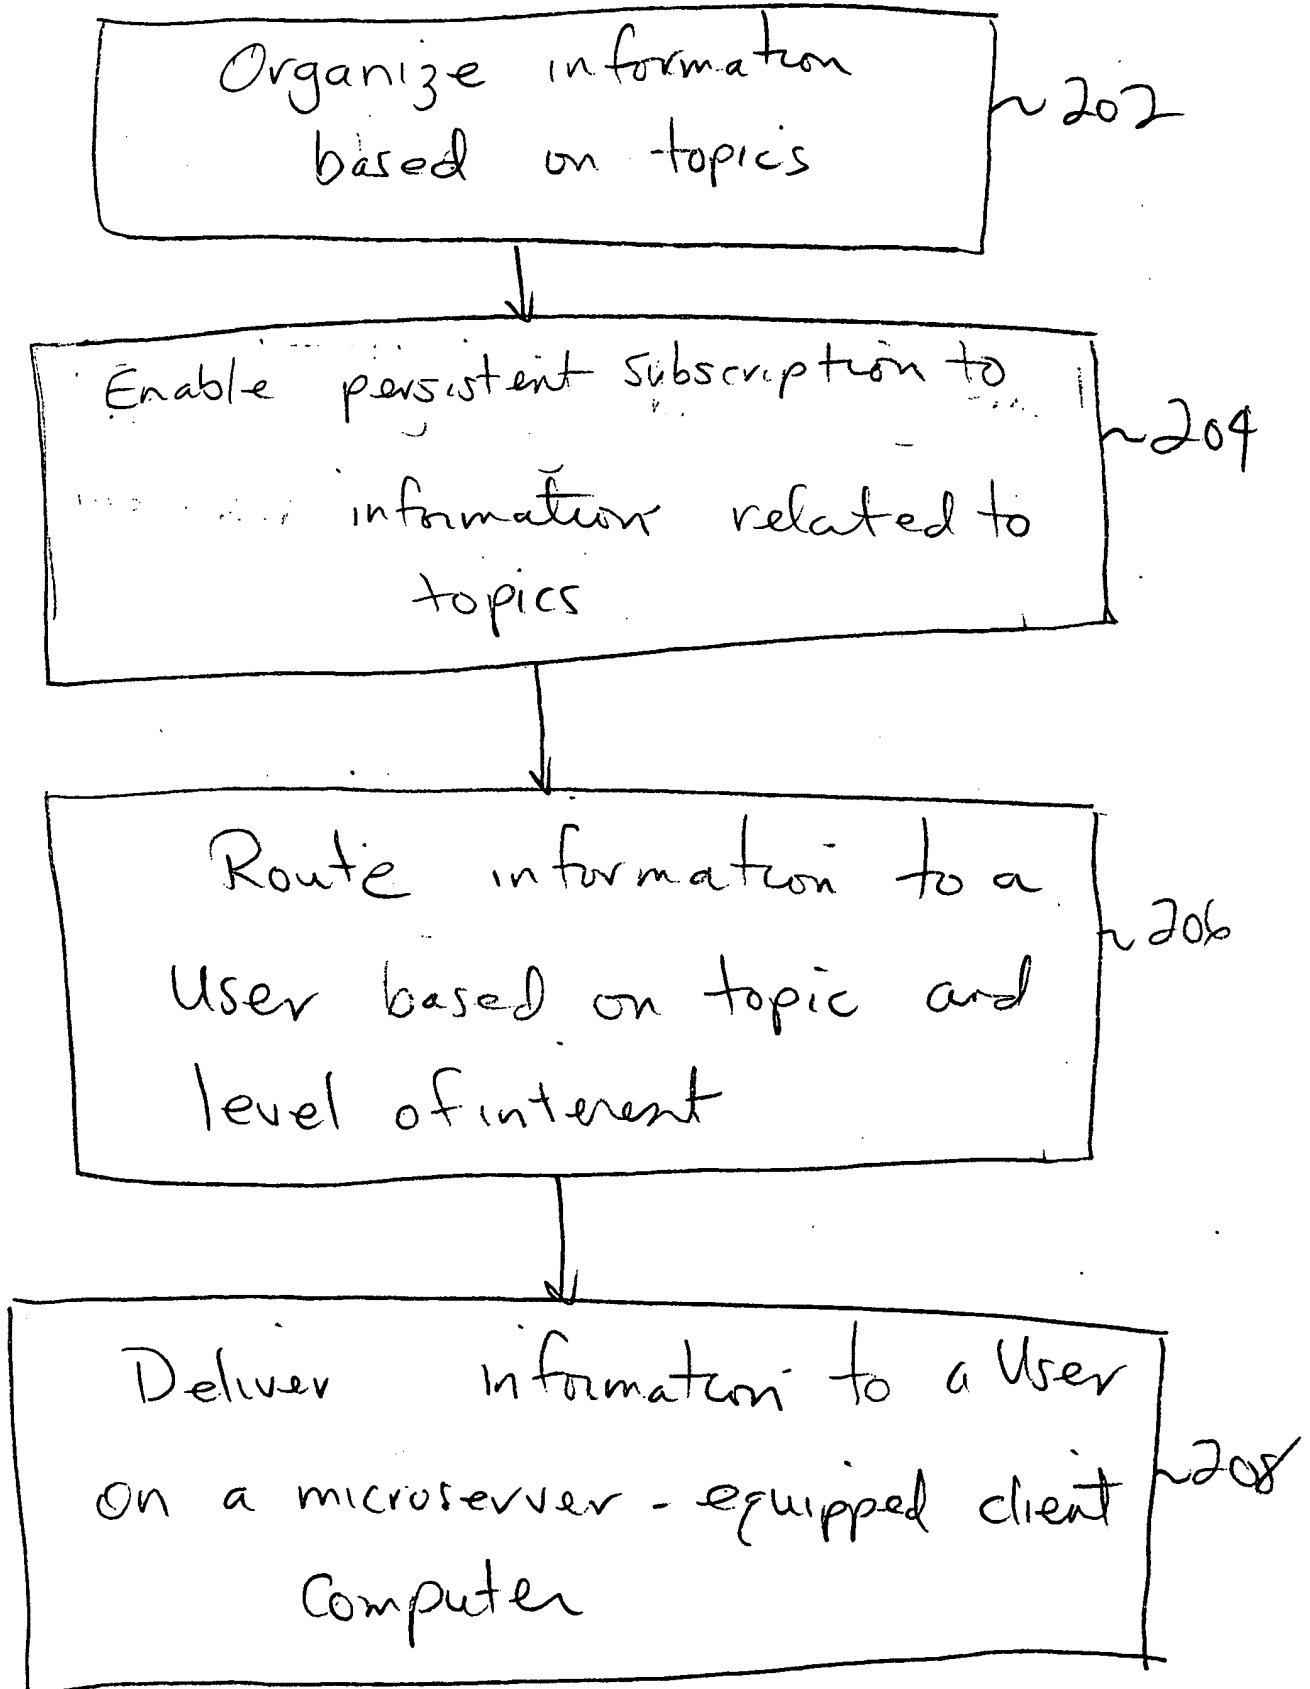 Organize information
based on topics
202
Enable persistent subscription to
information related to
topics
204
Route information to a
User based on topic and
level of interest
206
Deliver information to a User
on a microserver-equipped client
Computer
208